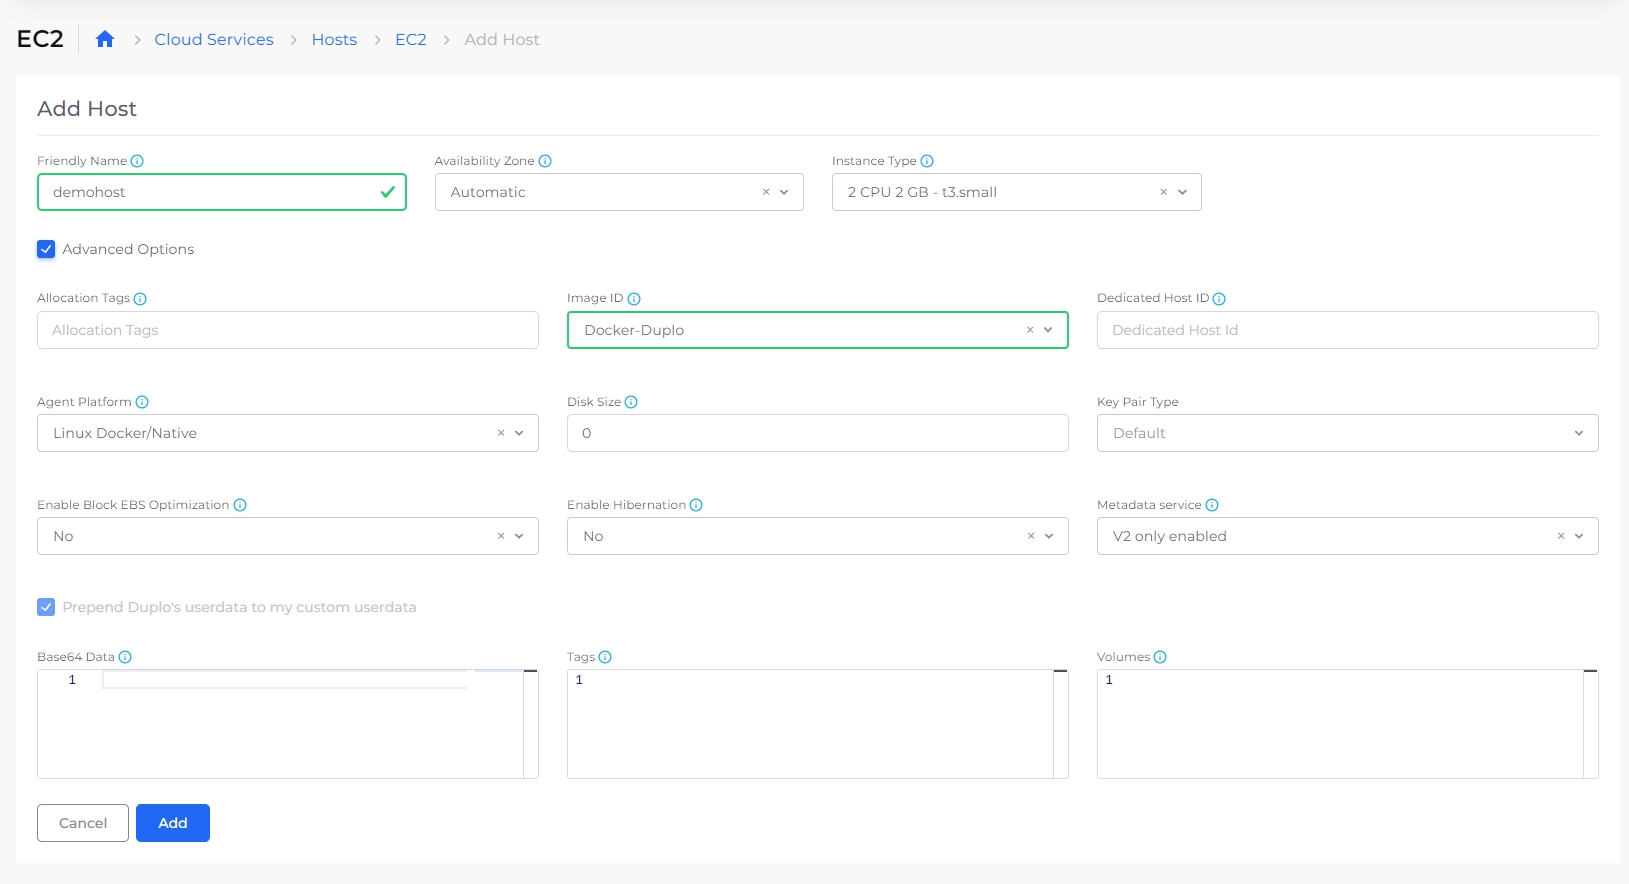 EC2 Cloud Services Hosts EC2 Add Host
Add Host
Friendly Name Availability Zone Instance Type
demohost Automatic 2 CPU 2 GB - t3.small
Advanced Options
Allocation Tags Image ID Dedicated Host ID
Allocation Tags Docker-Duplo Dedicated Host Id
Agent Platform Disk Size Key Pair Type
Linux Docker/Native 0 Default
Enable Block EBS Optimization Enable Hibernation Metadata service
No No V2 only enabled
Prepend Duplo's userdata to my custom userdata
Base64 Data Tags Volumes
1 1 1
Cancel Add